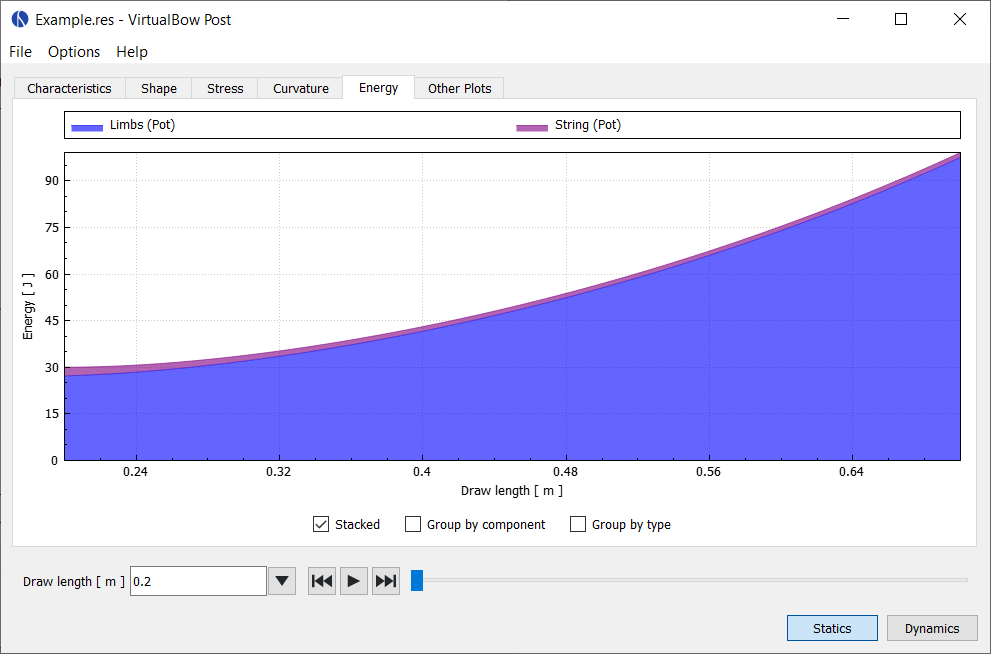 Example.res - VirtualBow Post
File Options Help
Characteristics Shape Stress Curvature Energy Other Plots
Limbs (Pot) String (Pot)
90
75
60
45
30
15
0
Energy [ J ]
0.24 0.32 0.4 0.48 0.56 0.64
Draw length [ m ]
Stacked Group by component Group by type
Draw length [ m ] 0.2
Statics Dynamics